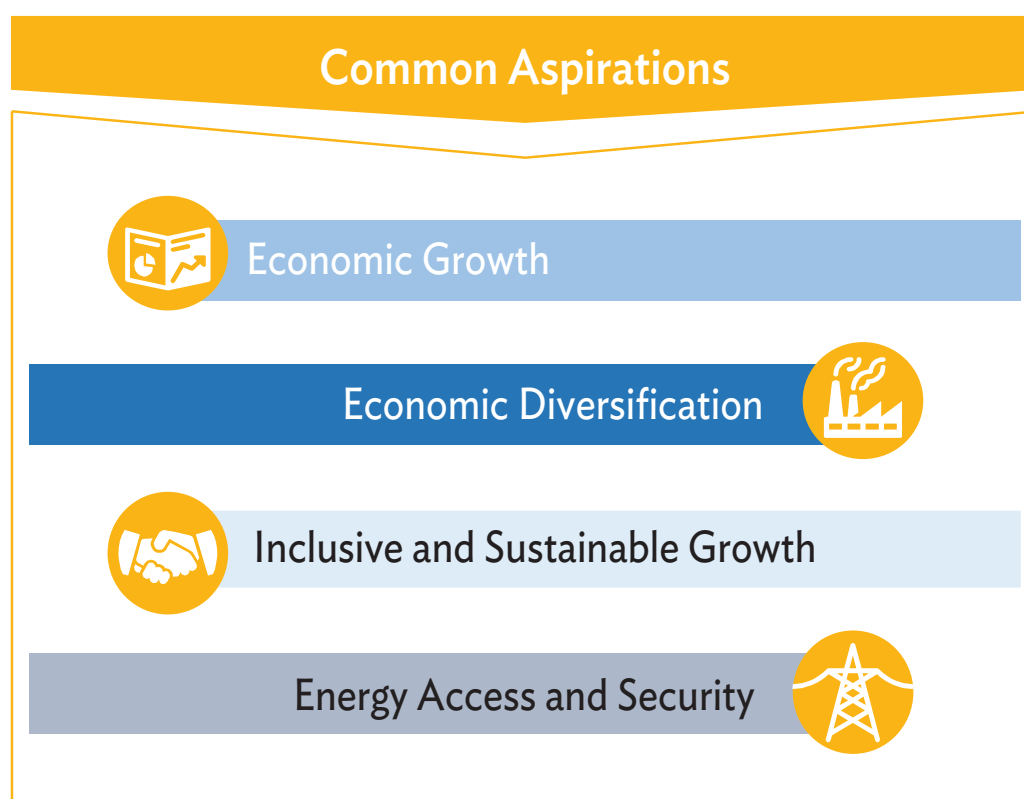 Common Aspirations
Economic Growth
Economic Diversification
Inclusive and Sustainable Growth
Energy Access and Security